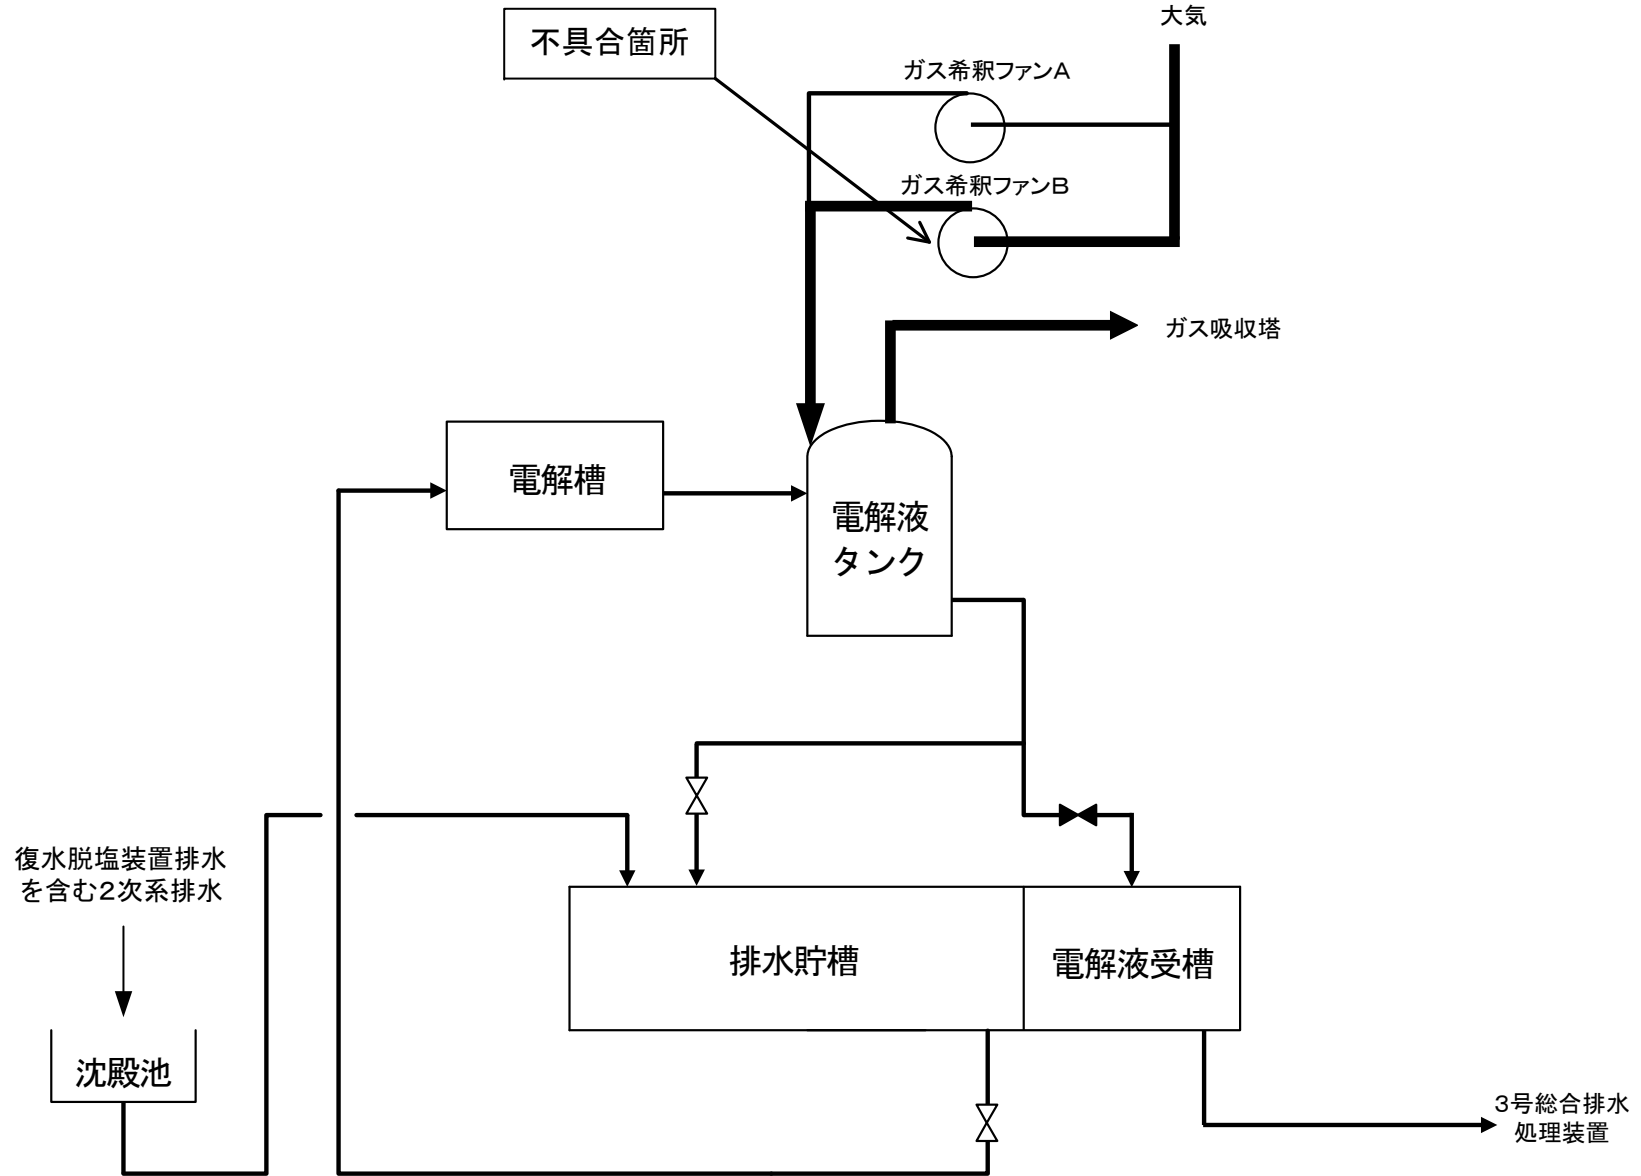 大気
不具合箇所
ガス希釈ファンA
ガス希釈ファンB
ガス吸収塔
電解槽
電解液
タンク
復水脱塩装置排水
を含む2次系排水
排水貯槽
電解液受槽
沈殿池
3号総合排水
処理装置